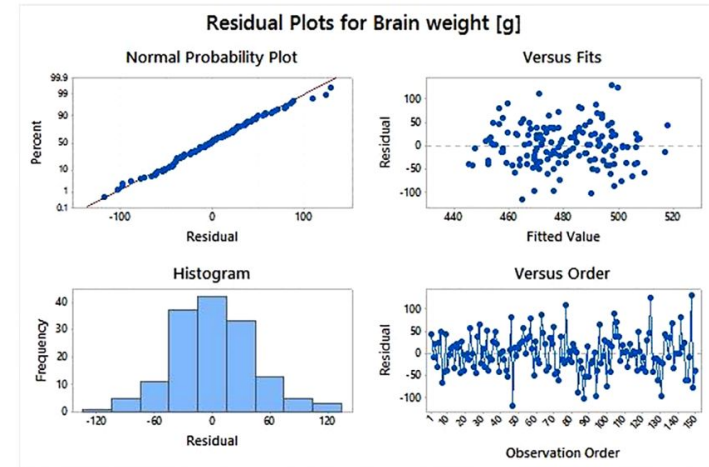 Residual Plots for Brain weight [g]
Normal Probability Plot
99.9
99
90
50
10
1
0.1
Percent
-100 0 100
Residual
Versus Fits
100
50
0
-50
-100
Residual
440 460 480 500 520
Fitted Value
Histogram
40
30
20
10
0
Frequency
-120 -60 0 60 120
Residual
Versus Order
100
50
0
-50
-100
Residual
1 10 20 30 40 50 60 70 80 90 100 110 120 130 140 150
Observation Order